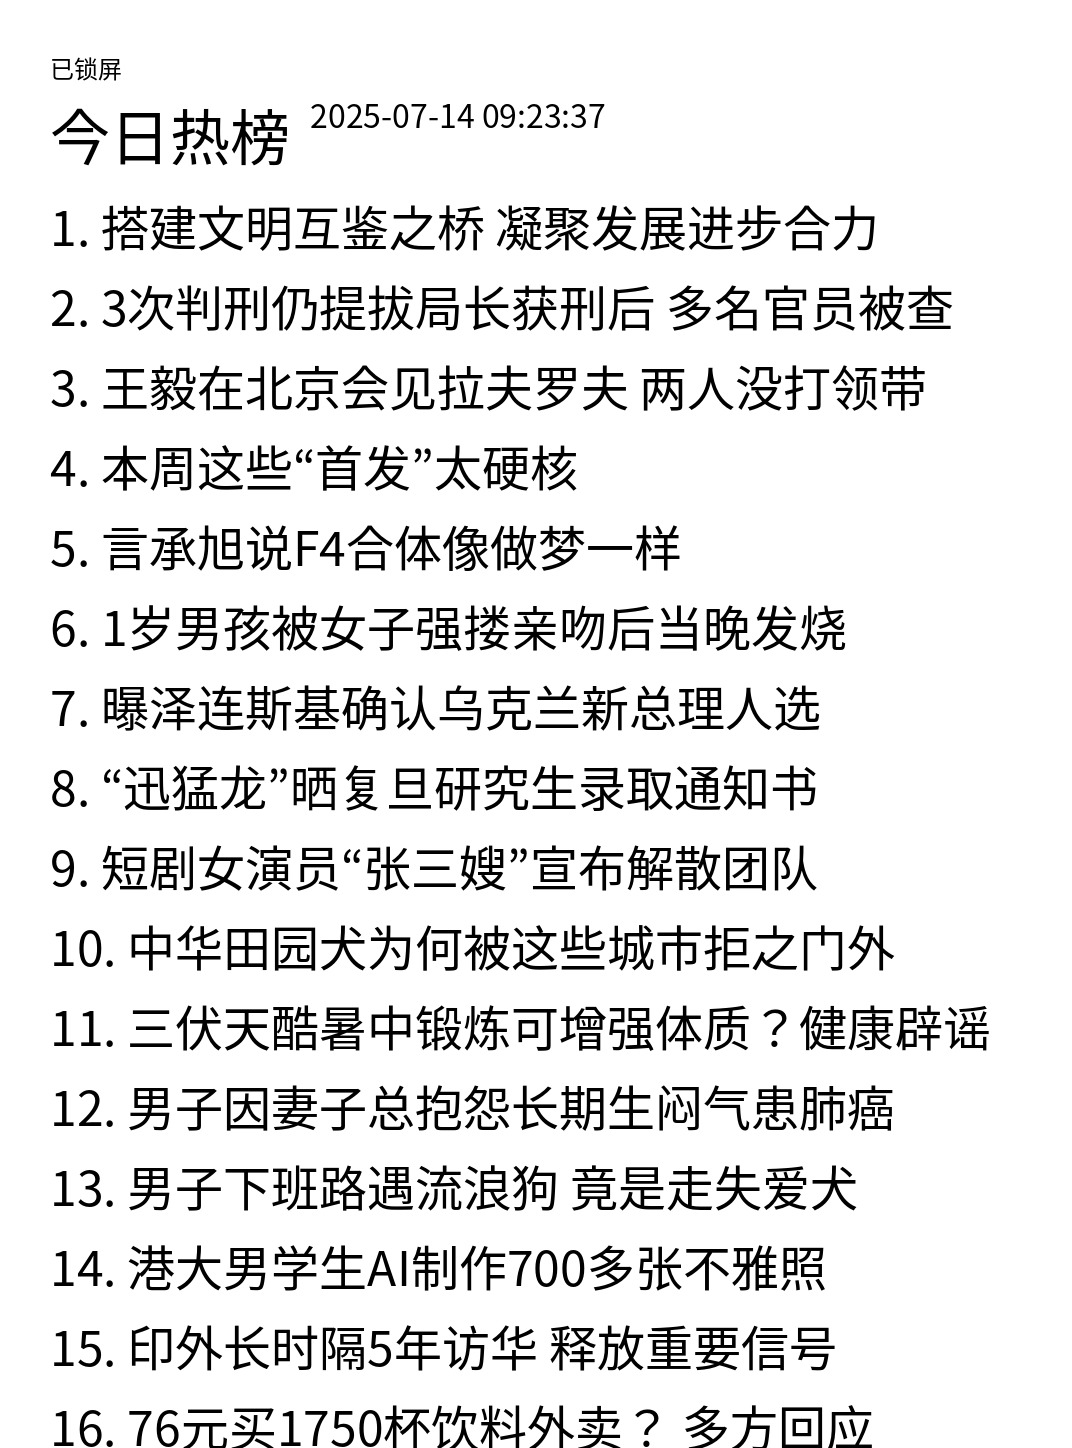 已锁屏
今日热榜 2025-07-14 09:23:37
1. 搭建文明互鉴之桥 凝聚发展进步合力
2. 3次判刑仍提拔局长获刑后 多名官员被查
3. 王毅在北京会见拉夫罗夫 两人没打领带
4. 本周这些“首发”太硬核
5. 言承旭说F4合体像做梦一样
6. 1岁男孩被女子强搂亲吻后当晚发烧
7. 曝泽连斯基确认乌克兰新总理人选
8. “迅猛龙”晒复旦研究生录取通知书
9. 短剧女演员“张三嫂”宣布解散团队
10. 中华田园犬为何被这些城市拒之门外
11. 三伏天酷暑中锻炼可增强体质？健康辟谣
12. 男子因妻子总抱怨长期生闷气患肺癌
13. 男子下班路遇流浪狗 竟是走失爱犬
14. 港大男学生AI制作700多张不雅照
15. 印外长时隔5年访华 释放重要信号
16. 76元买1750杯饮料外卖？ 多方回应